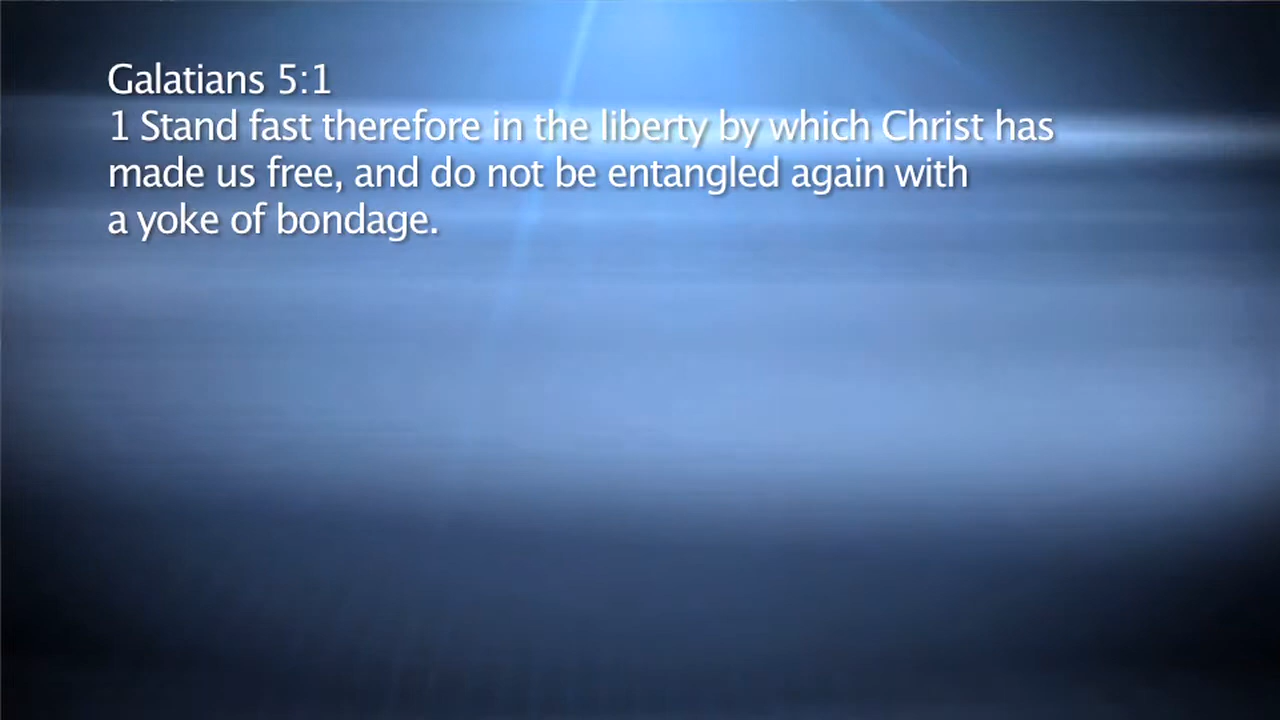 Galatians 5:1
1 Stand fast therefore in the liberty by which Christ has
made us free, and do not be entangled again with
a yoke of bondage.